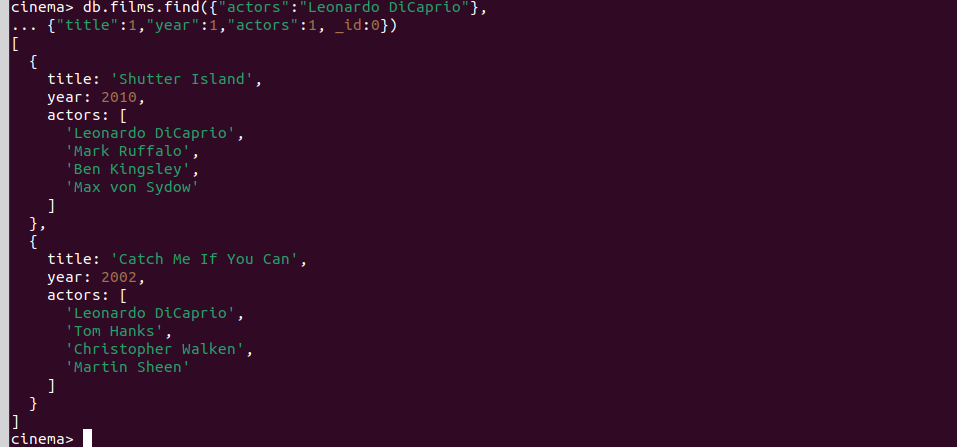 cinema> db.films.find({"actors":"Leonardo DiCaprio"},
... {"title":1,"year":1,"actors":1, _id:0})
[
  {
    title: 'Shutter Island',
    year: 2010,
    actors: [
      'Leonardo DiCaprio',
      'Mark Ruffalo',
      'Ben Kingsley',
      'Max von Sydow'
    ]
  },
  {
    title: 'Catch Me If You Can',
    year: 2002,
    actors: [
      'Leonardo DiCaprio',
      'Tom Hanks',
      'Christopher Walken',
      'Martin Sheen'
    ]
  }
]
cinema>